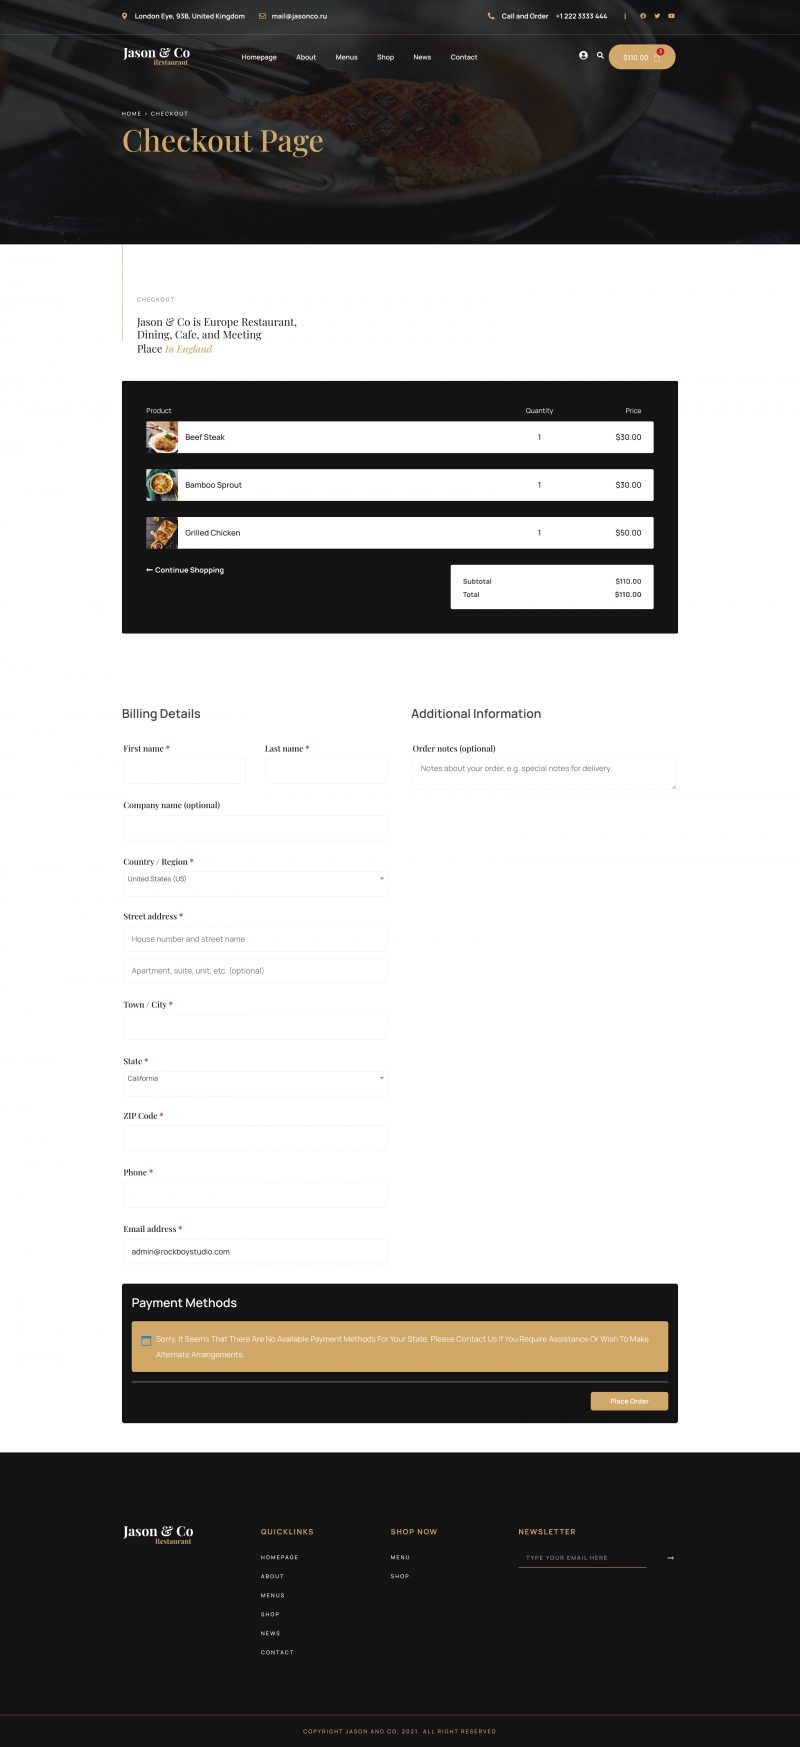 London Eye, 93B, United Kingdom
mail@jasonco.ru
Call and Order +1 222 3333 444
Jason & Co
Restaurant
Homepage About Menus Shop News Contact
$110.00
3
HOME - CHECKOUT
Checkout Page
CHECKOUT
Jason & Co is Europe Restaurant,
Dining, Cafe, and Meeting
Place In England
Product Quantity Price
Beef Steak 1 $30.00
Bamboo Sprout 1 $30.00
Grilled Chicken 1 $50.00
Continue Shopping
Subtotal $110.00
Total $110.00
Billing Details
First name * Last name *
Company name (optional)
Country / Region *
United States (US)
Street address *
House number and street name
Apartment, suite, unit, etc. (optional)
Town / City *
State *
California
ZIP Code *
Phone *
Email address *
admin@rockboystudio.com
Additional Information
Order notes (optional)
Notes about your order, e.g. special notes for delivery.
Payment Methods
Sorry, It Seems That There Are No Available Payment Methods For Your State. Please Contact Us If You Require Assistance Or Wish To Make
Alternate Arrangements.
Place Order
Jason & Co
Restaurant
QUICKLINKS
HOMEPAGE
ABOUT
MENUS
SHOP
NEWS
CONTACT
SHOP NOW
MENU
SHOP
NEWSLETTER
TYPE YOUR EMAIL HERE
COPYRIGHT JASON AND CO. 2021. ALL RIGHT RESERVED